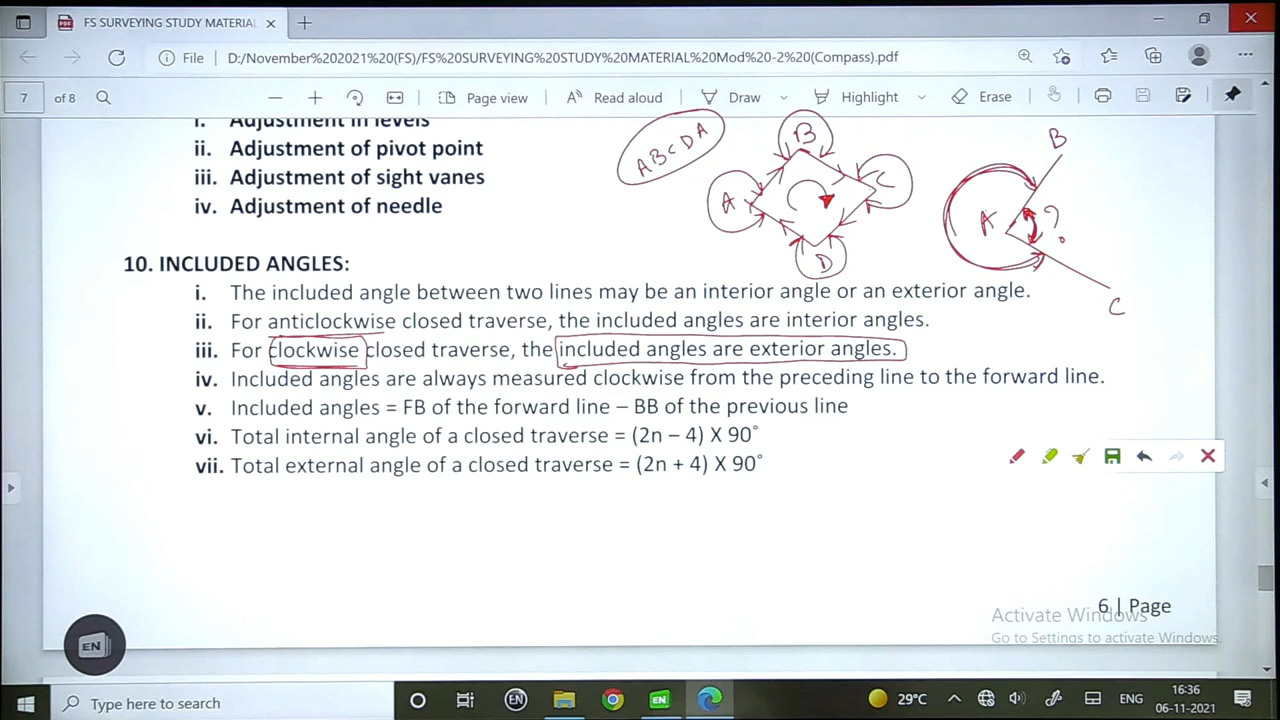 FS SURVEYING STUDY MATERIAL
File D:/November%202021%20(FS)/FS%20SURVEYING%20STUDY%20MATERIAL%20Mod%20-2%20(Compass).pdf
7 of 8 Page view Read aloud Draw Highlight Erase
i. Adjustment in levels
ii. Adjustment of pivot point
iii. Adjustment of sight vanes
iv. Adjustment of needle
ABCDA
B
A
C
D
B
A
?
C
10. INCLUDED ANGLES:
i. The included angle between two lines may be an interior angle or an exterior angle.
ii. For anticlockwise closed traverse, the included angles are interior angles.
iii. For clockwise closed traverse, the included angles are exterior angles.
iv. Included angles are always measured clockwise from the preceding line to the forward line.
v. Included angles = FB of the forward line – BB of the previous line
vi. Total internal angle of a closed traverse = (2n – 4) X 90˚
vii. Total external angle of a closed traverse = (2n + 4) X 90˚
6 | Page
Activate Windows
Go to Settings to activate Windows.
EN
Type here to search EN EN 29°C ENG 16:36
06-11-2021